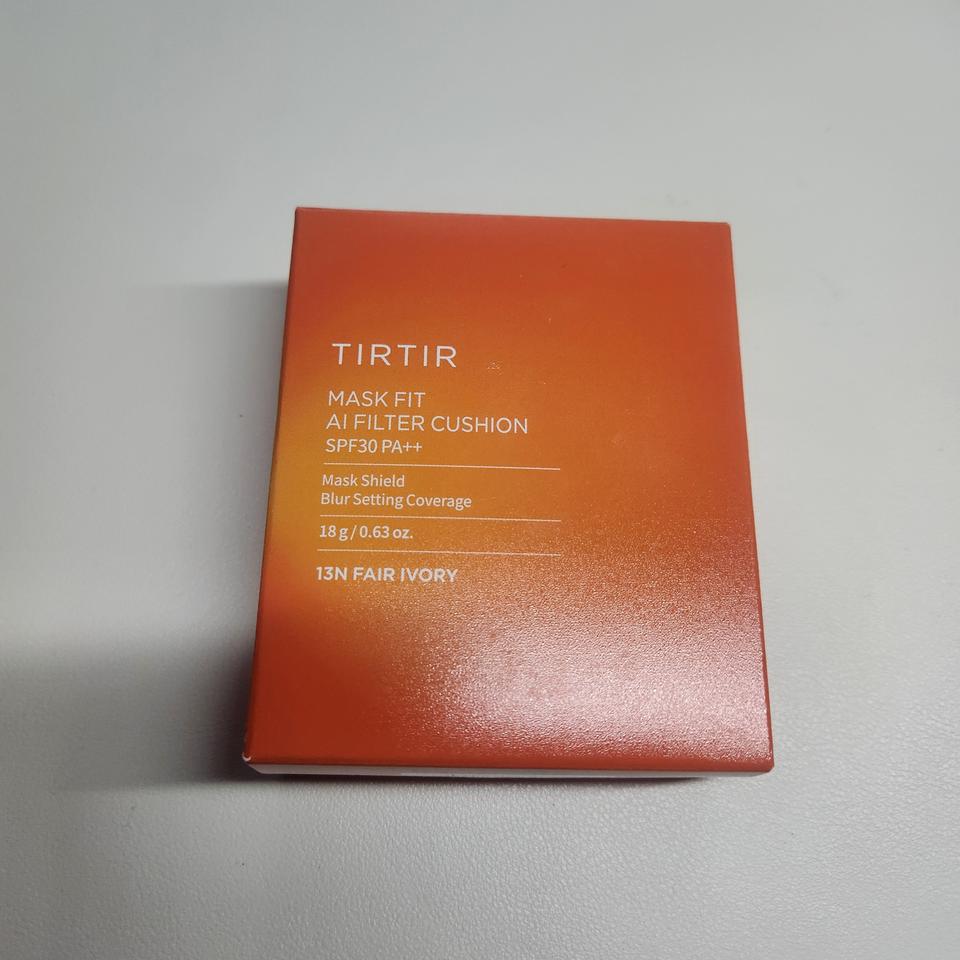 TIRTIR
MASK FIT
AI FILTER CUSHION
SPF30 PA++
Mask Shield
Blur Setting Coverage
18 g / 0.63 oz.
13N FAIR IVORY